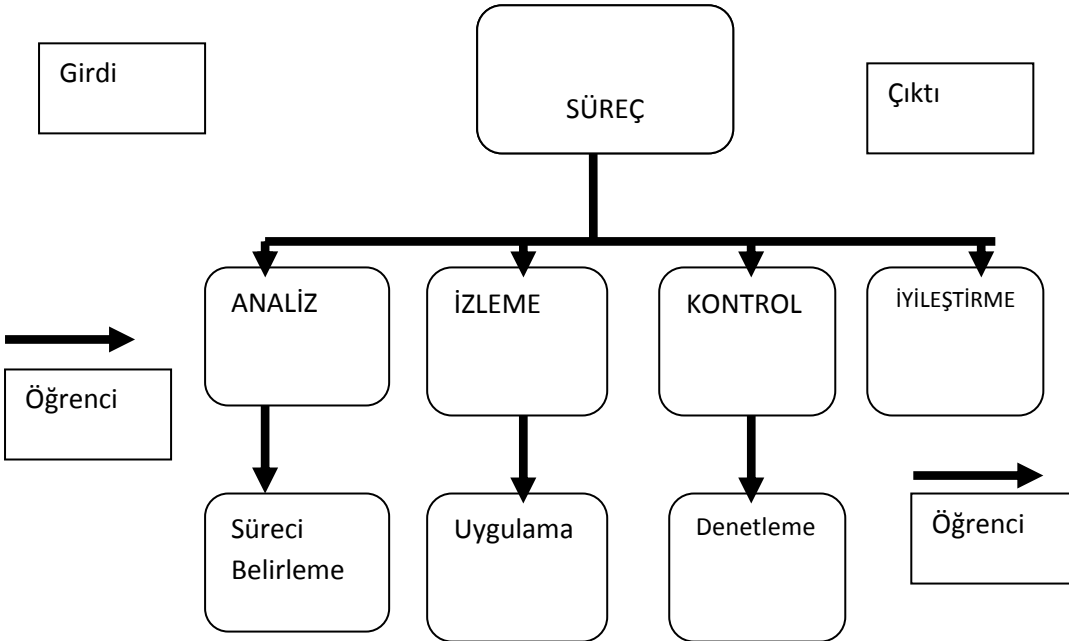 Girdi
SÜREÇ
Çıktı
ANALİZ
İZLEME
KONTROL
İYİLEŞTİRME
Öğrenci
Süreci
Belirleme
Uygulama
Denetleme
Öğrenci